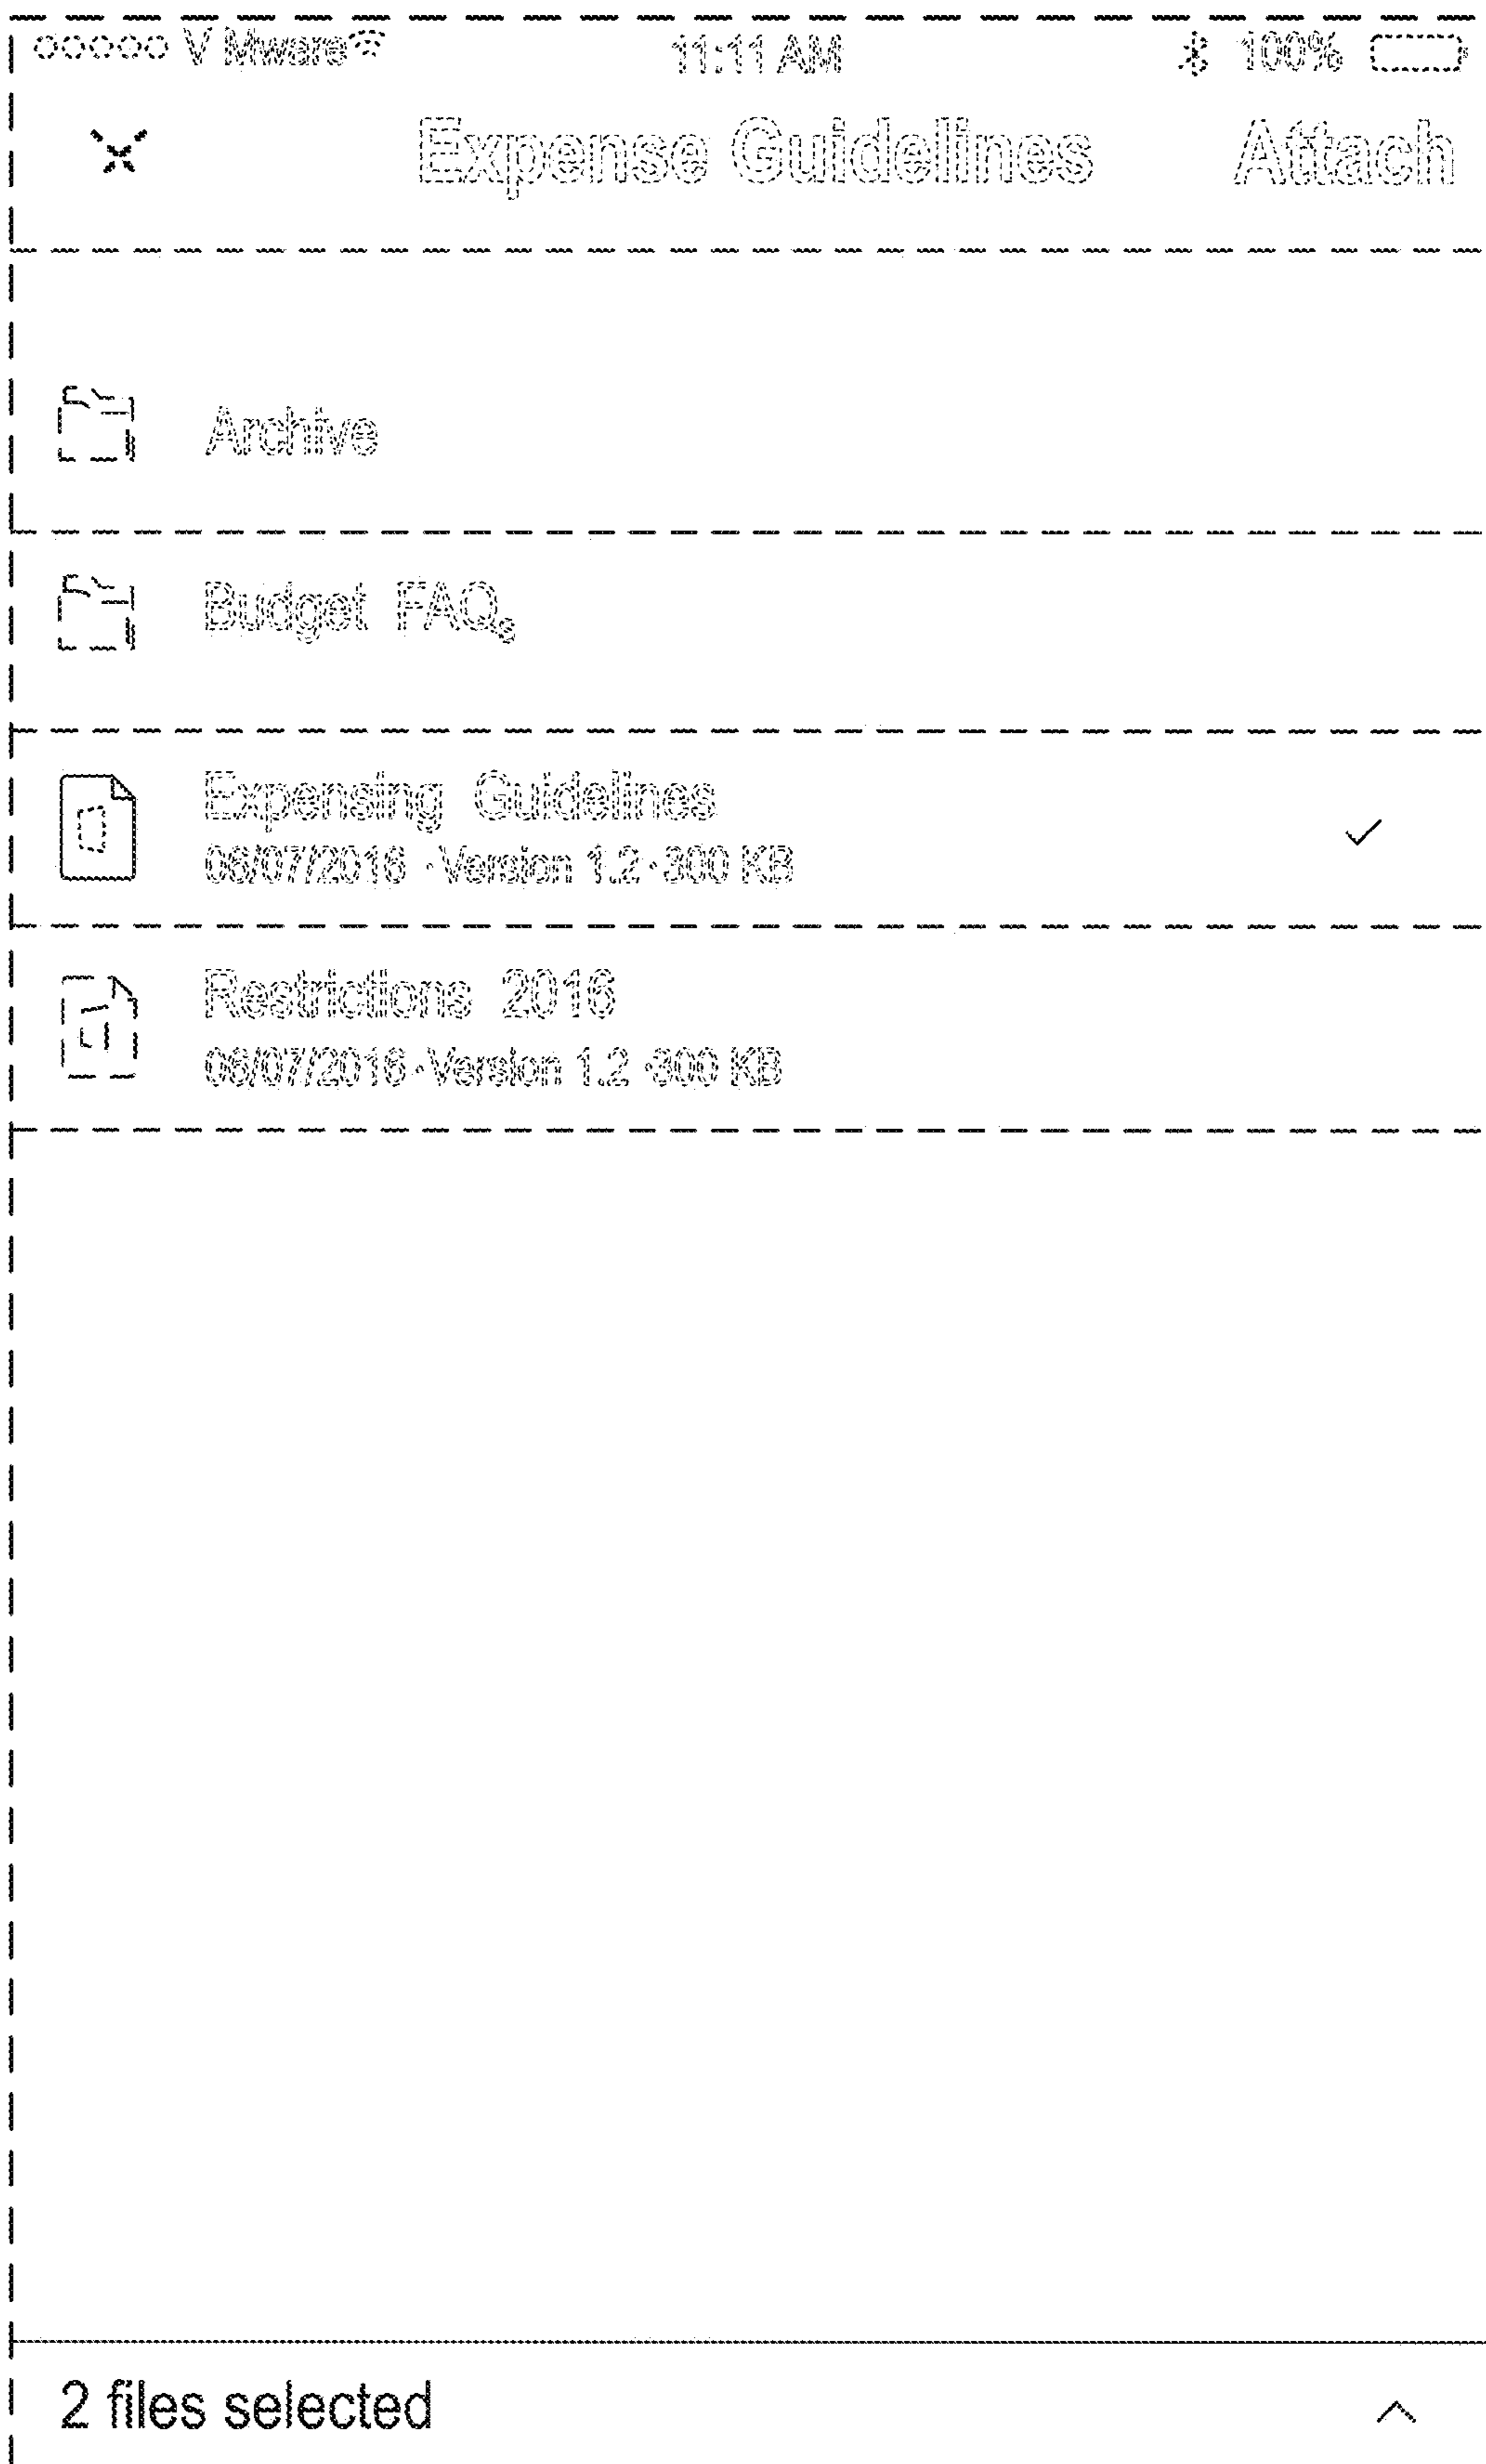 V Mware 11:11 AM 100%
Expense Guidelines Attach
Archive
Budget FAQs
Expensing Guidelines
06/07/2016 · Version 1.2 · 300 KB
Restrictions 2016
06/07/2016 · Version 1.2 · 300 KB
2 files selected